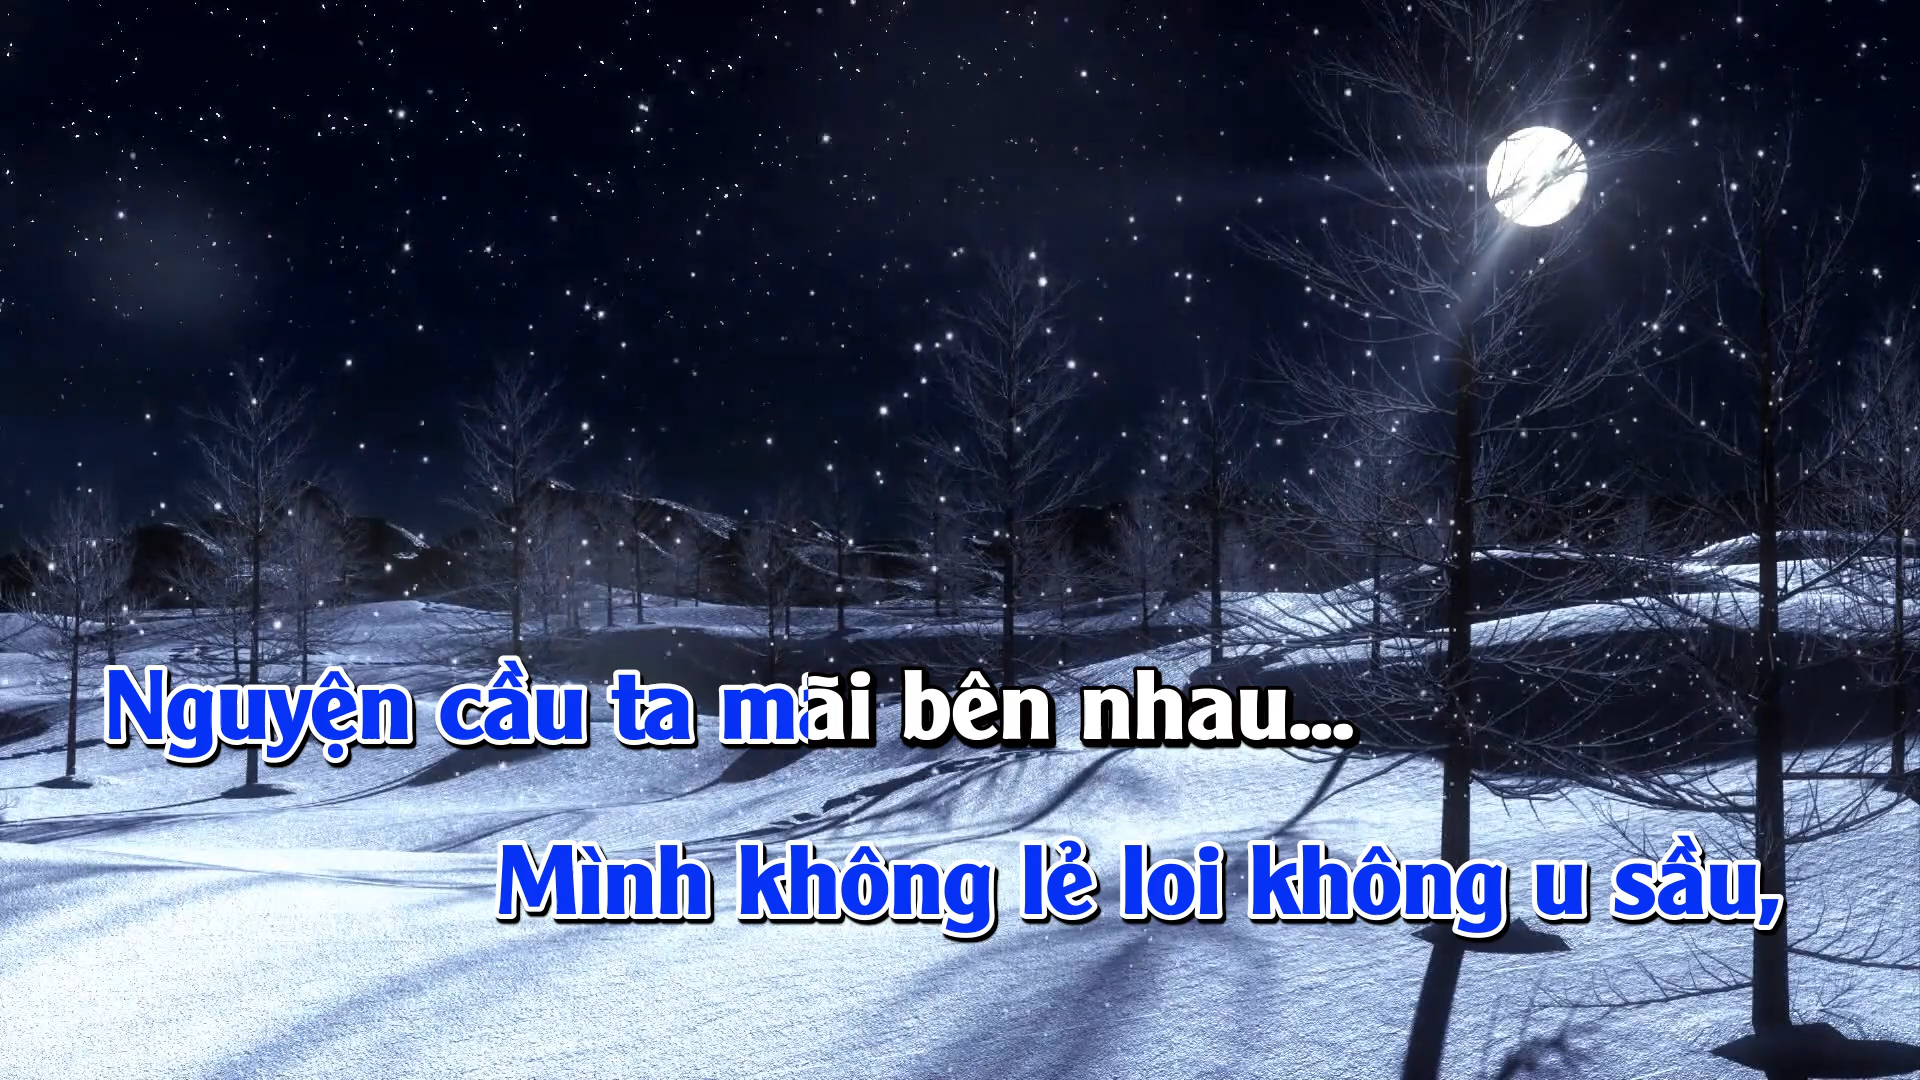 Nguyện cầu ta mãi bên nhau...
Mình không lẻ loi không u sầu,